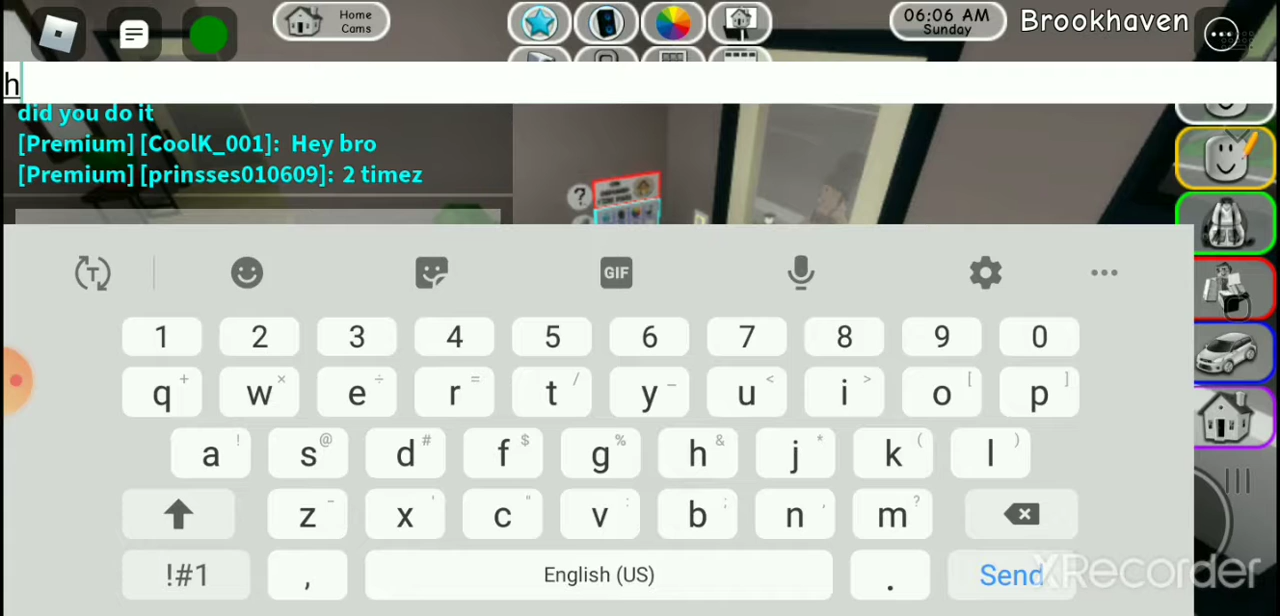 Home
Cams
06:06 AM
Sunday
Brookhaven
h
did you do it
[Premium] [CoolK_001]: Hey bro
[Premium] [prinsses010609]: 2 timez
?
GIF
1 2 3 4 5 6 7 8 9 0
q + w × e ÷ r = t / y _ u < i > o [ p ]
a ! s @ d # f $ g % h & j * k ( l )
z - x ' c " v : b ; n , m ?
!#1 , English (US) . Send
XRecorder